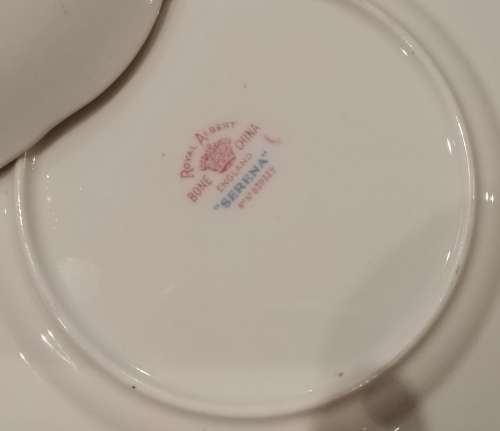 ROYAL ALBERT
BONE CHINA
ENGLAND
"SERENA"